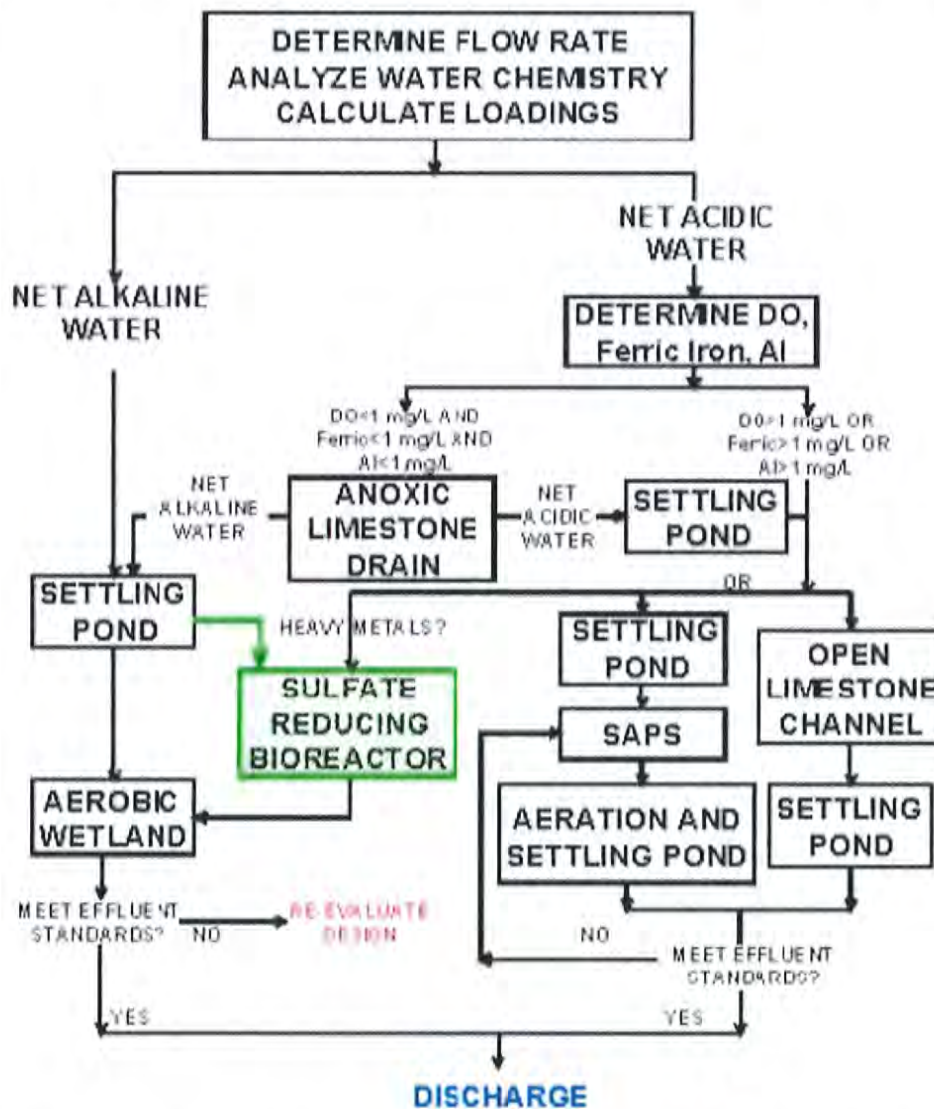 DETERMINE FLOW RATE
ANALYZE WATER CHEMISTRY
CALCULATE LOADINGS
NET ACIDIC
WATER
NET ALKALINE
WATER
DETERMINE DO,
Ferric Iron, Al
DO<1 mg/L AND
Ferric<1 mg/L AND
Al<1 mg/L
DO>1 mg/L OR
Ferric>1 mg/L OR
Al>1 mg/L
NET
ALKALINE
WATER
ANOXIC
LIMESTONE
DRAIN
NET
ACIDIC
WATER
SETTLING
POND
OR
SETTLING
POND
HEAVY METALS?
SETTLING
POND
OPEN
LIMESTONE
CHANNEL
SULFATE
REDUCING
BIOREACTOR
SAPS
AEROBIC
WETLAND
AERATION AND
SETTLING POND
SETTLING
POND
MEET EFFLUENT
STANDARDS?
NO
RE-EVALUATE
DESIGN
NO
MEET EFFLUENT
STANDARDS?
YES
YES
DISCHARGE